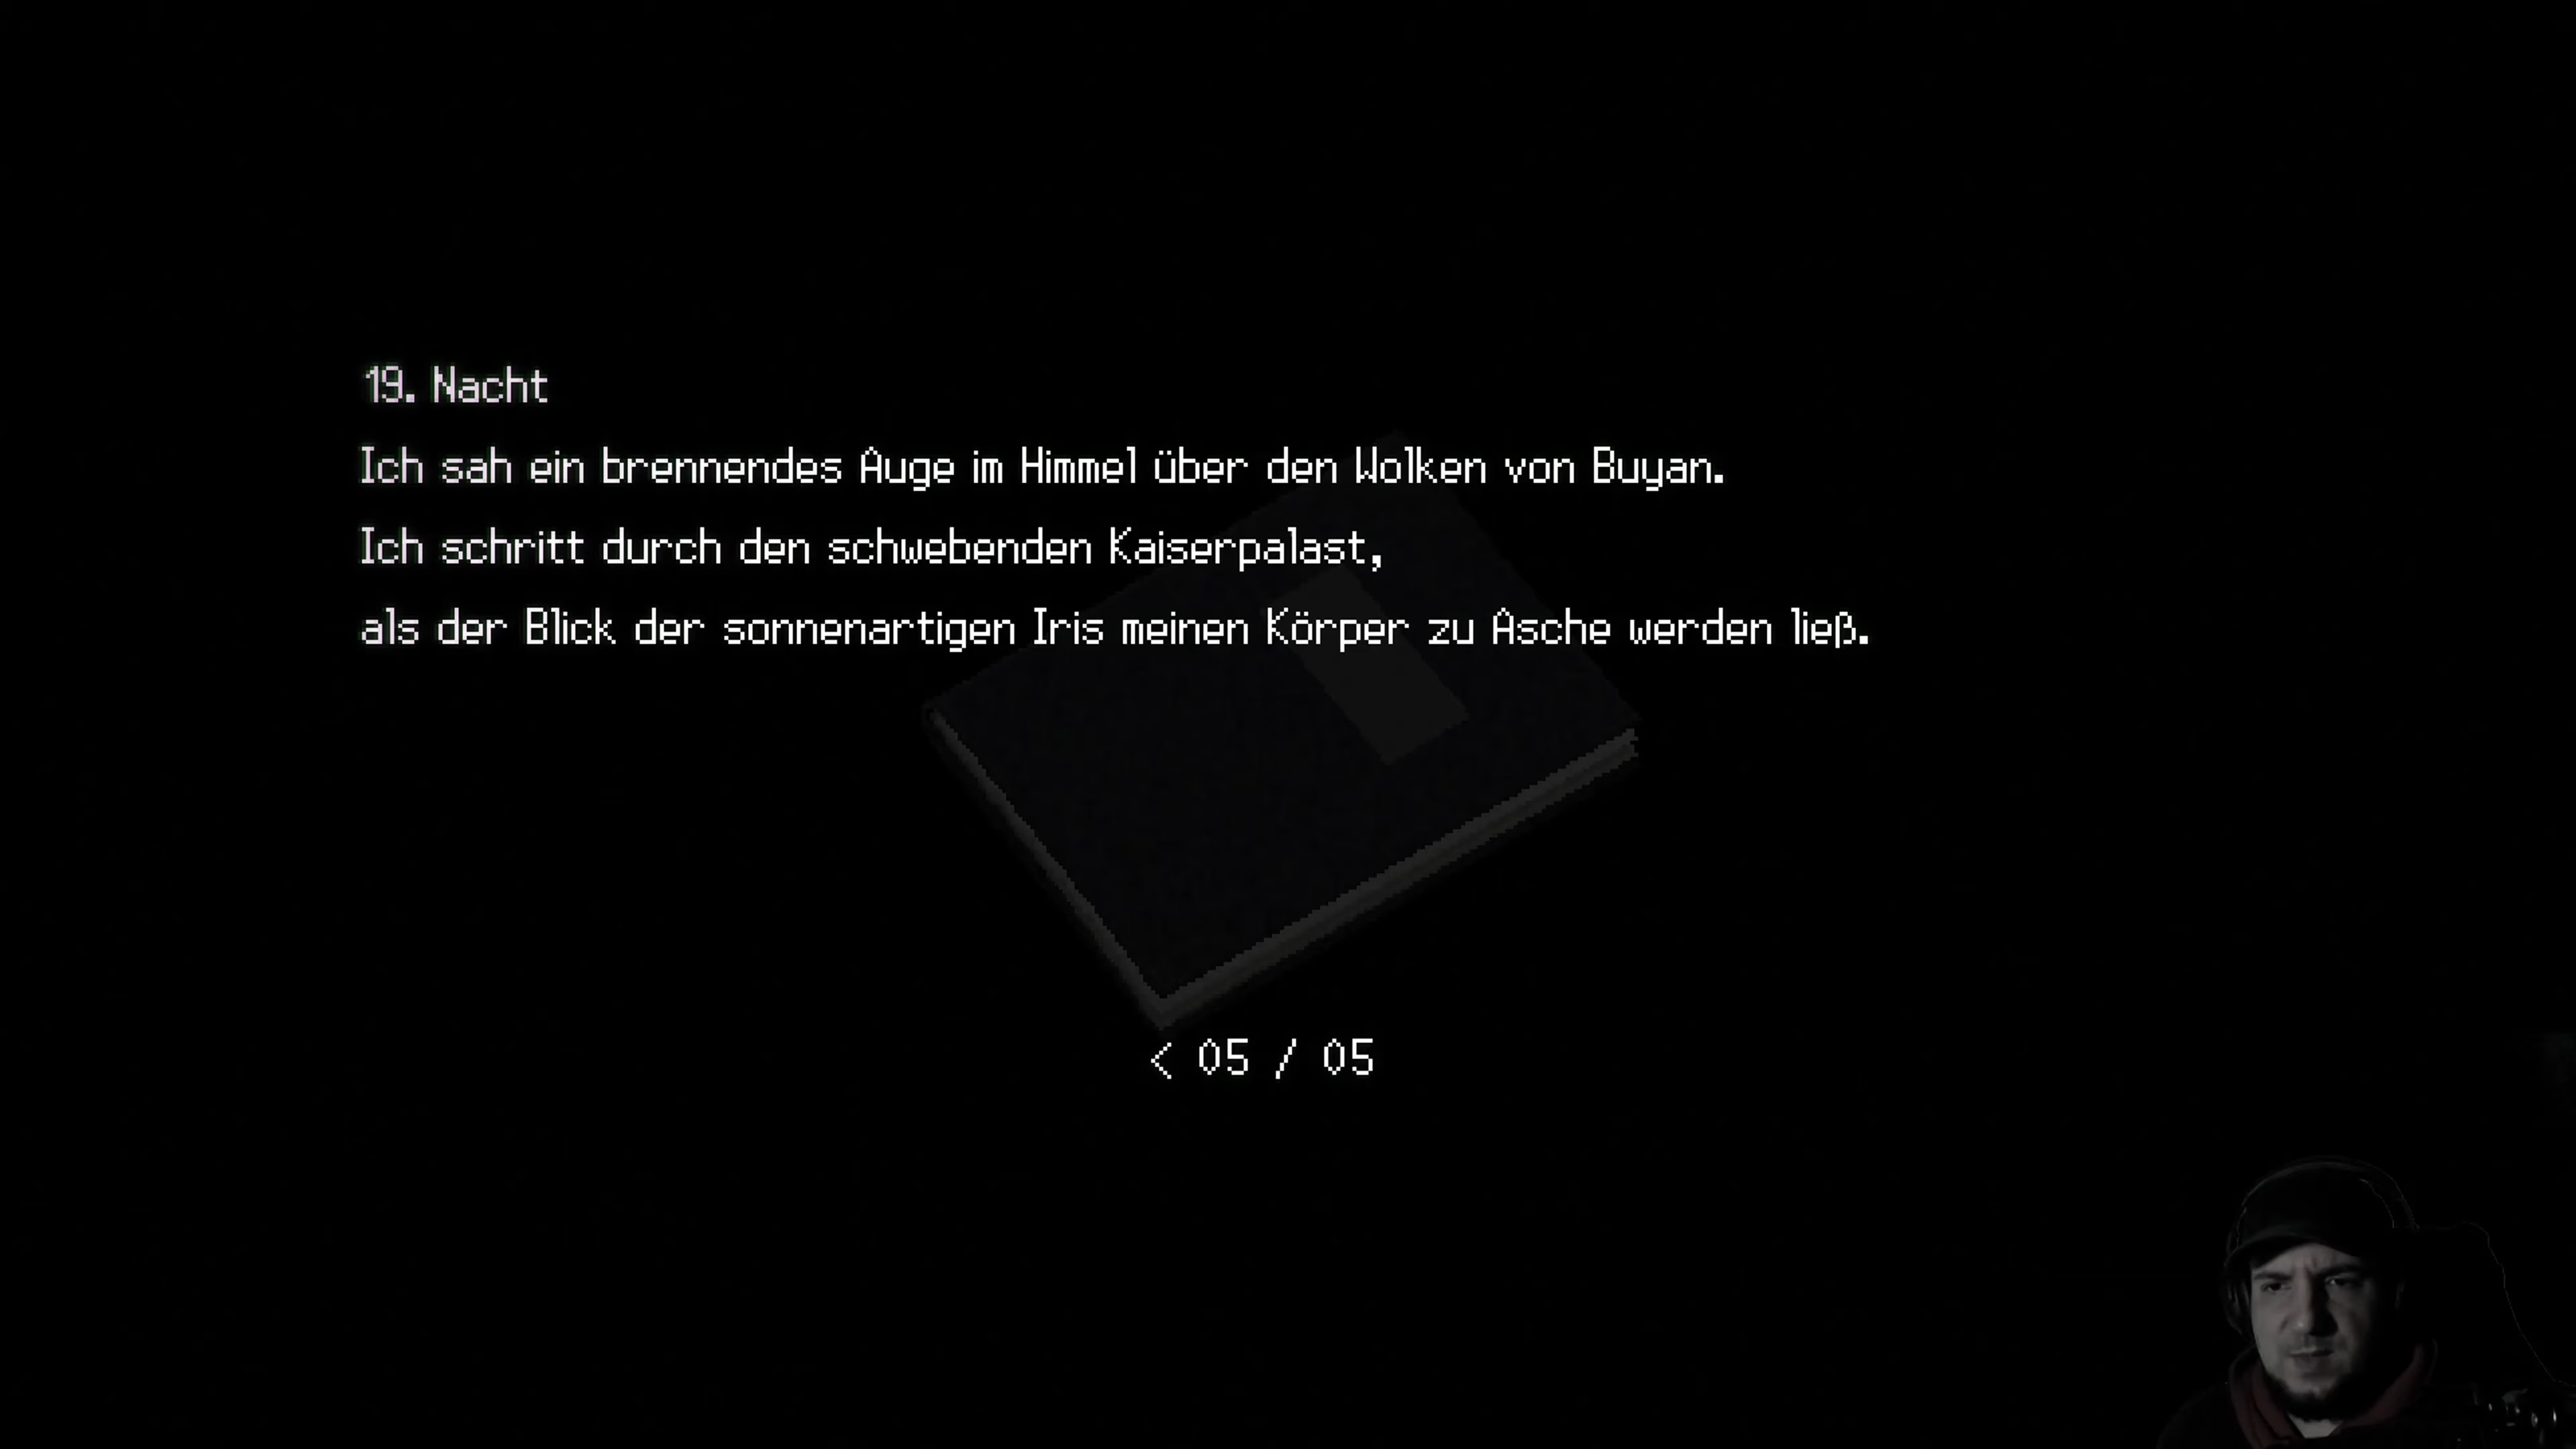 19. Nacht
Ich sah ein brennendes Auge im Himmel über den Wolken von Buyan.
Ich schritt durch den schwebenden Kaiserpalast,
als der Blick der sonnenartigen Iris meinen Körper zu Asche werden ließ.
< 05 / 05